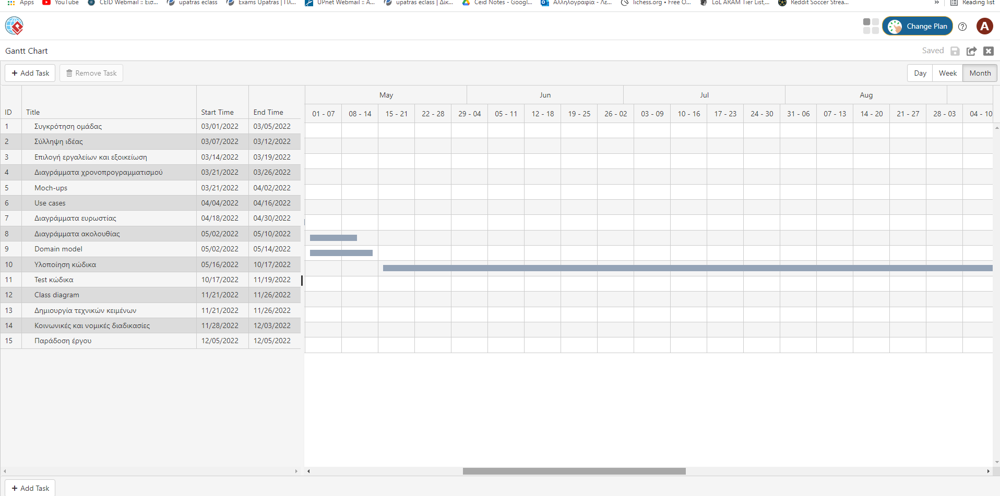 Apps YouTube CEID Webmail :: Εισ... upatras eclass Exams Upatras | Πλ... UPnet Webmail :: Α... upatras eclass | Δίκ... Ceid Notes - Googl... Αλληλογραφία - Λε... lichess.org • Free O... LoL ARAM Tier List,... Reddit Soccer Strea... » Reading list
Change Plan ? A
Gantt Chart Saved
+ Add Task Remove Task Day Week Month
May Jun Jul Aug
ID Title Start Time End Time 01 - 07 08 - 14 15 - 21 22 - 28 29 - 04 05 - 11 12 - 18 19 - 25 26 - 02 03 - 09 10 - 16 17 - 23 24 - 30 31 - 06 07 - 13 14 - 20 21 - 27 28 - 03 04 - 10
1 Συγκρότηση ομάδας 03/01/2022 03/05/2022
2 Σύλληψη ιδέας 03/07/2022 03/12/2022
3 Επιλογή εργαλείων και εξοικείωση 03/14/2022 03/19/2022
4 Διαγράμματα χρονοπρογραμματισμού 03/21/2022 03/26/2022
5 Moch-ups 03/21/2022 04/02/2022
6 Use cases 04/04/2022 04/16/2022
7 Διαγράμματα ευρωστίας 04/18/2022 04/30/2022
8 Διαγράμματα ακολουθίας 05/02/2022 05/10/2022
9 Domain model 05/02/2022 05/14/2022
10 Υλοποίηση κώδικα 05/16/2022 10/17/2022
11 Test κώδικα 10/17/2022 11/19/2022
12 Class diagram 11/21/2022 11/26/2022
13 Δημιουργία τεχνικών κειμένων 11/21/2022 11/26/2022
14 Κοινωνικές και νομικές διαδικασίες 11/28/2022 12/03/2022
15 Παράδοση έργου 12/05/2022 12/05/2022
+ Add Task